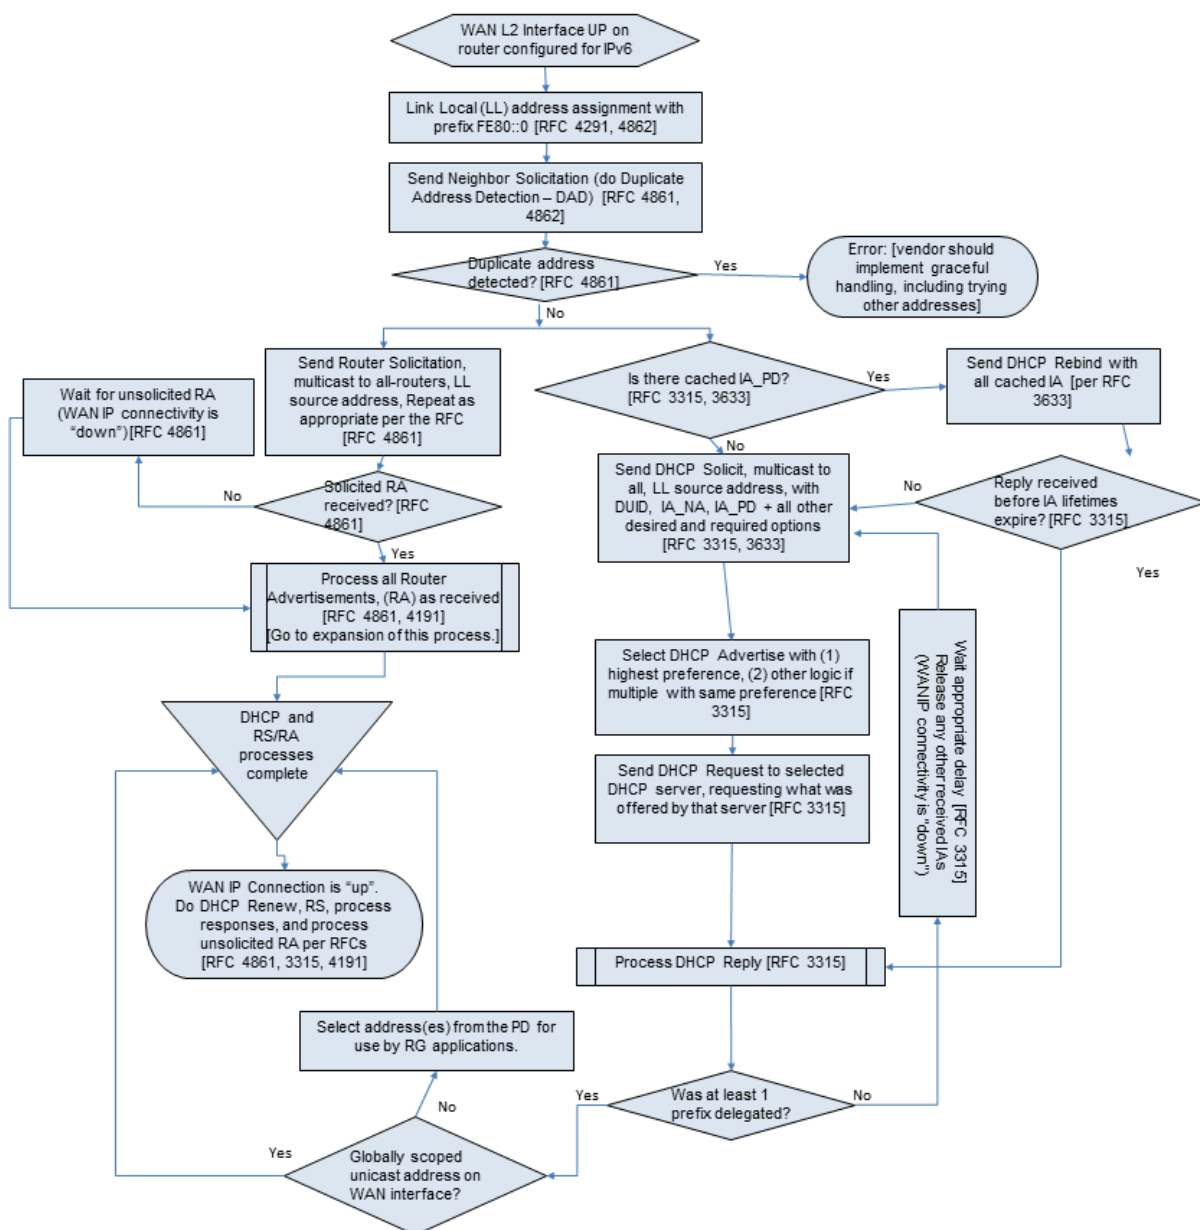 WAN L2 Interface UP on
router configured for IPv6
Link Local (LL) address assignment with
prefix FE80::0 [RFC 4291, 4862]
Send Neighbor Solicitation (do Duplicate
Address Detection – DAD) [RFC 4861,
4862]
Duplicate address
detected? [RFC 4861]
Yes
Error: [vendor should
implement graceful
handling, including trying
other addresses]
No
Send Router Solicitation,
multicast to all-routers, LL
source address, Repeat as
appropriate per the RFC
[RFC 4861]
Is there cached IA_PD?
[RFC 3315, 3633]
Yes
Send DHCP Rebind with
all cached IA [per RFC
3633]
Wait for unsolicited RA
(WAN IP connectivity is
“down”)[RFC 4861]
No
Solicited RA
received? [RFC
4861]
No
Yes
No
Send DHCP Solicit, multicast to
all, LL source address, with
DUID, IA_NA, IA_PD + all other
desired and required options
[RFC 3315, 3633]
No
Reply received
before IA lifetimes
expire? [RFC 3315]
Yes
Process all Router
Advertisements, (RA) as received
[RFC 4861, 4191]
[Go to expansion of this process.]
Select DHCP Advertise with (1)
highest preference, (2) other logic if
multiple with same preference [RFC
3315]
Wait appropriate delay [RFC 3315]
Release any other received IAs
(WANIP connectivity is "down")
DHCP and
RS/RA
processes
complete
Send DHCP Request to selected
DHCP server, requesting what was
offered by that server [RFC 3315]
WAN IP Connection is “up”.
Do DHCP Renew, RS, process
responses, and process
unsolicited RA per RFCs
[RFC 4861, 3315, 4191]
Process DHCP Reply [RFC 3315]
Select address(es) from the PD for
use by RG applications.
Was at least 1
prefix delegated?
Yes
No
No
Yes
Globally scoped
unicast address on
WAN interface?